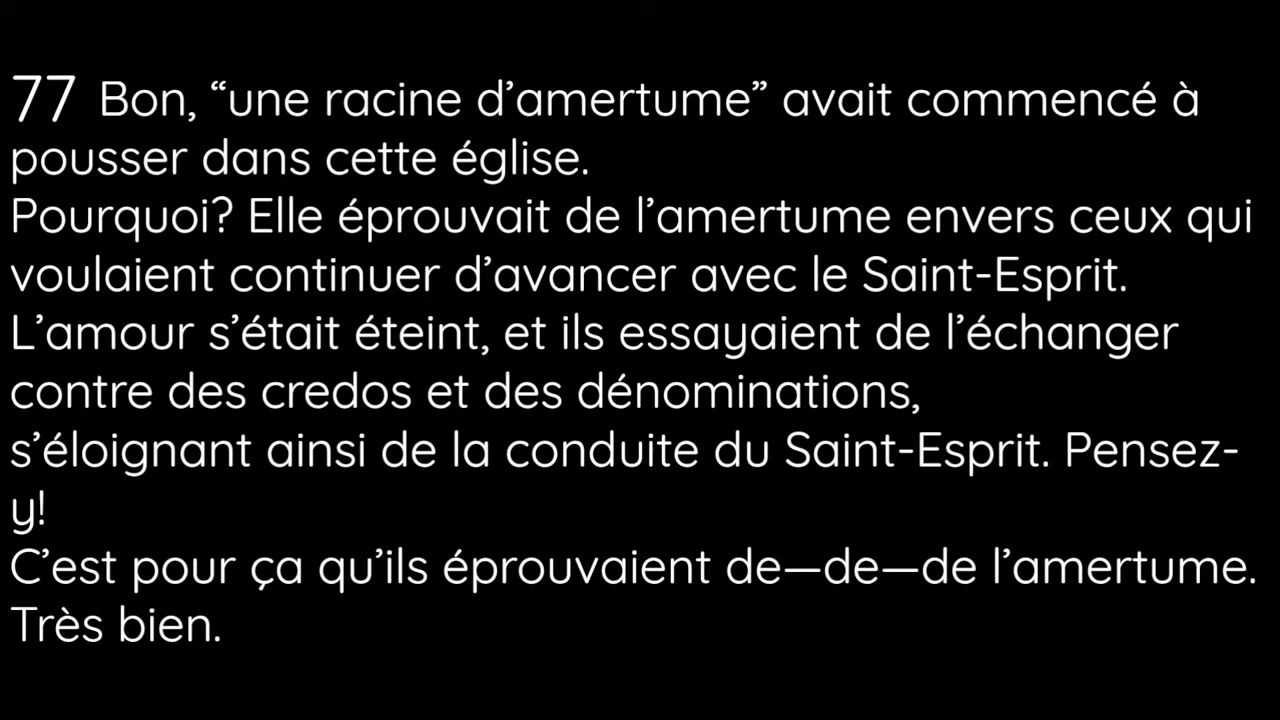 77 Bon, “une racine d’amertume” avait commencé à
pousser dans cette église.
Pourquoi? Elle éprouvait de l’amertume envers ceux qui
voulaient continuer d’avancer avec le Saint-Esprit.
L’amour s’était éteint, et ils essayaient de l’échanger
contre des credos et des dénominations,
s’éloignant ainsi de la conduite du Saint-Esprit. Pensez-
y!
C’est pour ça qu’ils éprouvaient de—de—de l’amertume.
Très bien.